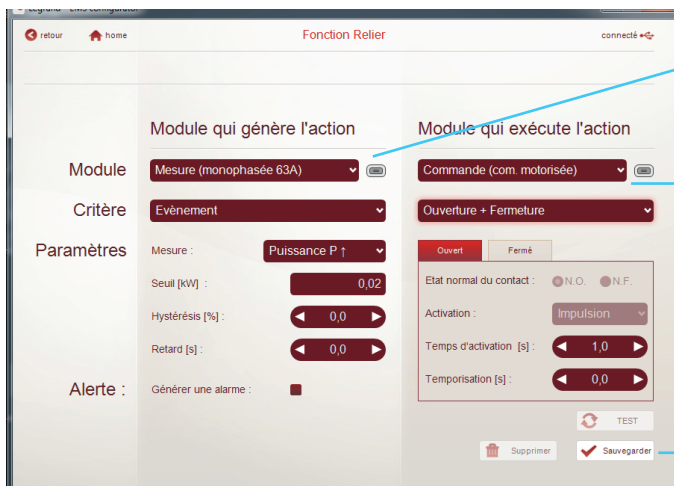 Legrand - EMS configurator
retour home Fonction Relier connecté
Module qui génère l'action Module qui exécute l'action
Module Mesure (monophasée 63A) Commande (com. motorisée)
Critère Evènement Ouverture + Fermeture
Paramètres Mesure : Puissance P ↑ Ouvert Fermé
Seuil [kW] : 0,02 Etat normal du contact : N.O. N.F.
Hystérésis [%] : 0,0 Activation : Impulsion
Retard [s] : 0,0 Temps d'activation [s] : 1,0
Temporisation [s] : 0,0
Alerte : Générer une alarme :
TEST
Supprimer Sauvegarder